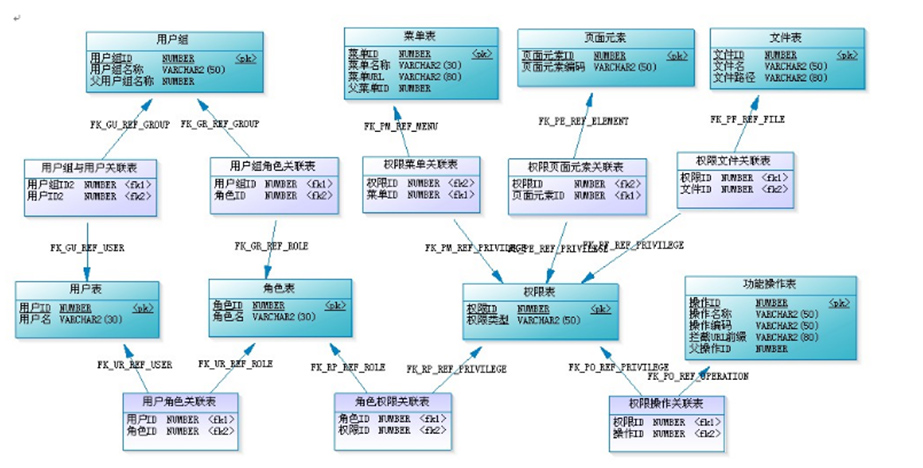 用户组
用户组ID NUMBER <pk>
用户组名称 VARCHAR2(50)
父用户组名称 NUMBER
菜单表
菜单ID NUMBER <pk>
菜单名称 VARCHAR2(30)
菜单URL VARCHAR2(80)
父菜单ID NUMBER
页面元素
页面元素ID NUMBER <pk>
页面元素编码 VARCHAR2(50)
文件表
文件ID NUMBER <pk>
文件名 VARCHAR2(50)
文件路径 VARCHAR2(80)
FK_GU_REF_GROUP
FK_GR_REF_GROUP
FK_PM_REF_MENU
FK_PE_REF_ELEMENT
FK_PF_REF_FILE
用户组与用户关联表
用户组ID2 NUMBER <fk1>
用户ID2 NUMBER <fk2>
用户组角色关联表
用户组ID NUMBER <fk1>
角色ID NUMBER <fk2>
权限菜单关联表
权限ID NUMBER <fk2>
菜单ID NUMBER <fk1>
权限页面元素关联表
权限ID NUMBER <fk2>
页面元素ID NUMBER <fk1>
权限文件关联表
权限ID NUMBER <fk1>
文件ID NUMBER <fk2>
FK_GU_REF_USER
FK_GR_REF_ROLE
FK_PM_REF_PRIVILEGE
FK_PE_REF_PRIVILEGE
FK_PF_REF_PRIVILEGE
用户表
用户ID NUMBER <pk>
用户名 VARCHAR2(30)
角色表
角色ID NUMBER <pk>
角色名 VARCHAR2(30)
权限表
权限ID NUMBER <pk>
权限类型 VARCHAR2(50)
功能操作表
操作ID NUMBER <pk>
操作名称 VARCHAR2(50)
操作编码 VARCHAR2(50)
拦截URL前缀 VARCHAR2(80)
父操作ID NUMBER
FK_UR_REF_USER
FK_UR_REF_ROLE
FK_RP_REF_ROLE
FK_RP_REF_PRIVILEGE
FK_PO_REF_PRIVILEGE
FK_PO_REF_OPERATION
用户角色关联表
用户ID NUMBER <fk1>
角色ID NUMBER <fk2>
角色权限关联表
角色ID NUMBER <fk1>
权限ID NUMBER <fk2>
权限操作关联表
权限ID NUMBER <fk1>
操作ID NUMBER <fk2>